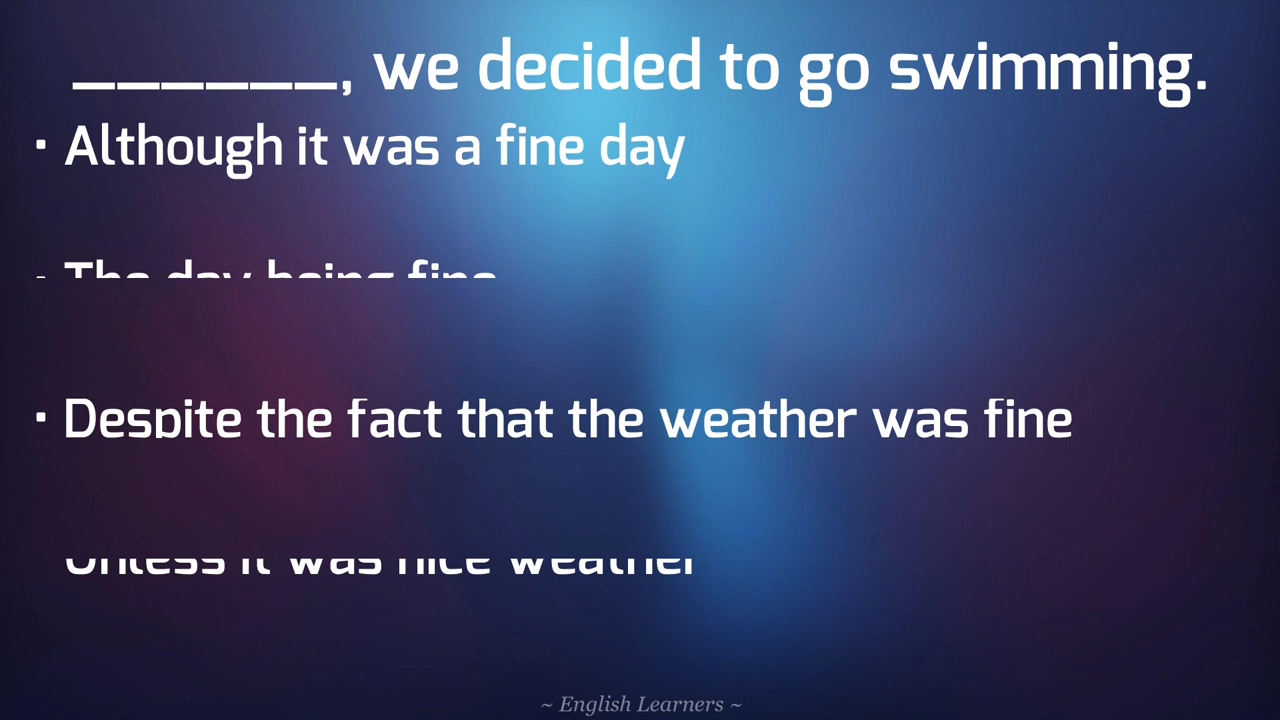 _______, we decided to go swimming.
· Although it was a fine day
· The day being fine
· Despite the fact that the weather was fine
Unless it was nice weather
~ English Learners ~